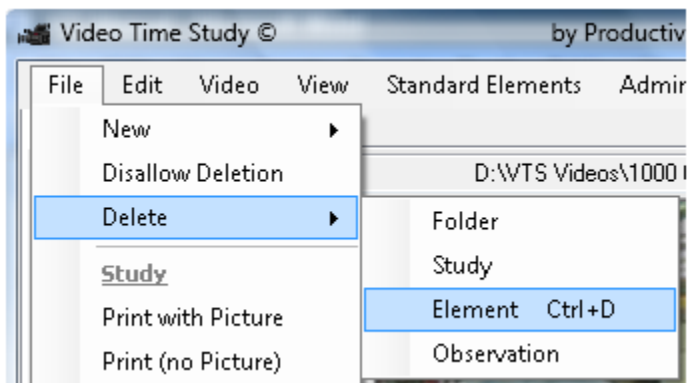 Video Time Study © by Productiv
File Edit Video View Standard Elements Admin
New
Disallow Deletion D:\VTS Videos\1000
Delete Folder
Study Study
Element Ctrl+D
Print with Picture
Print (no Picture) Observation